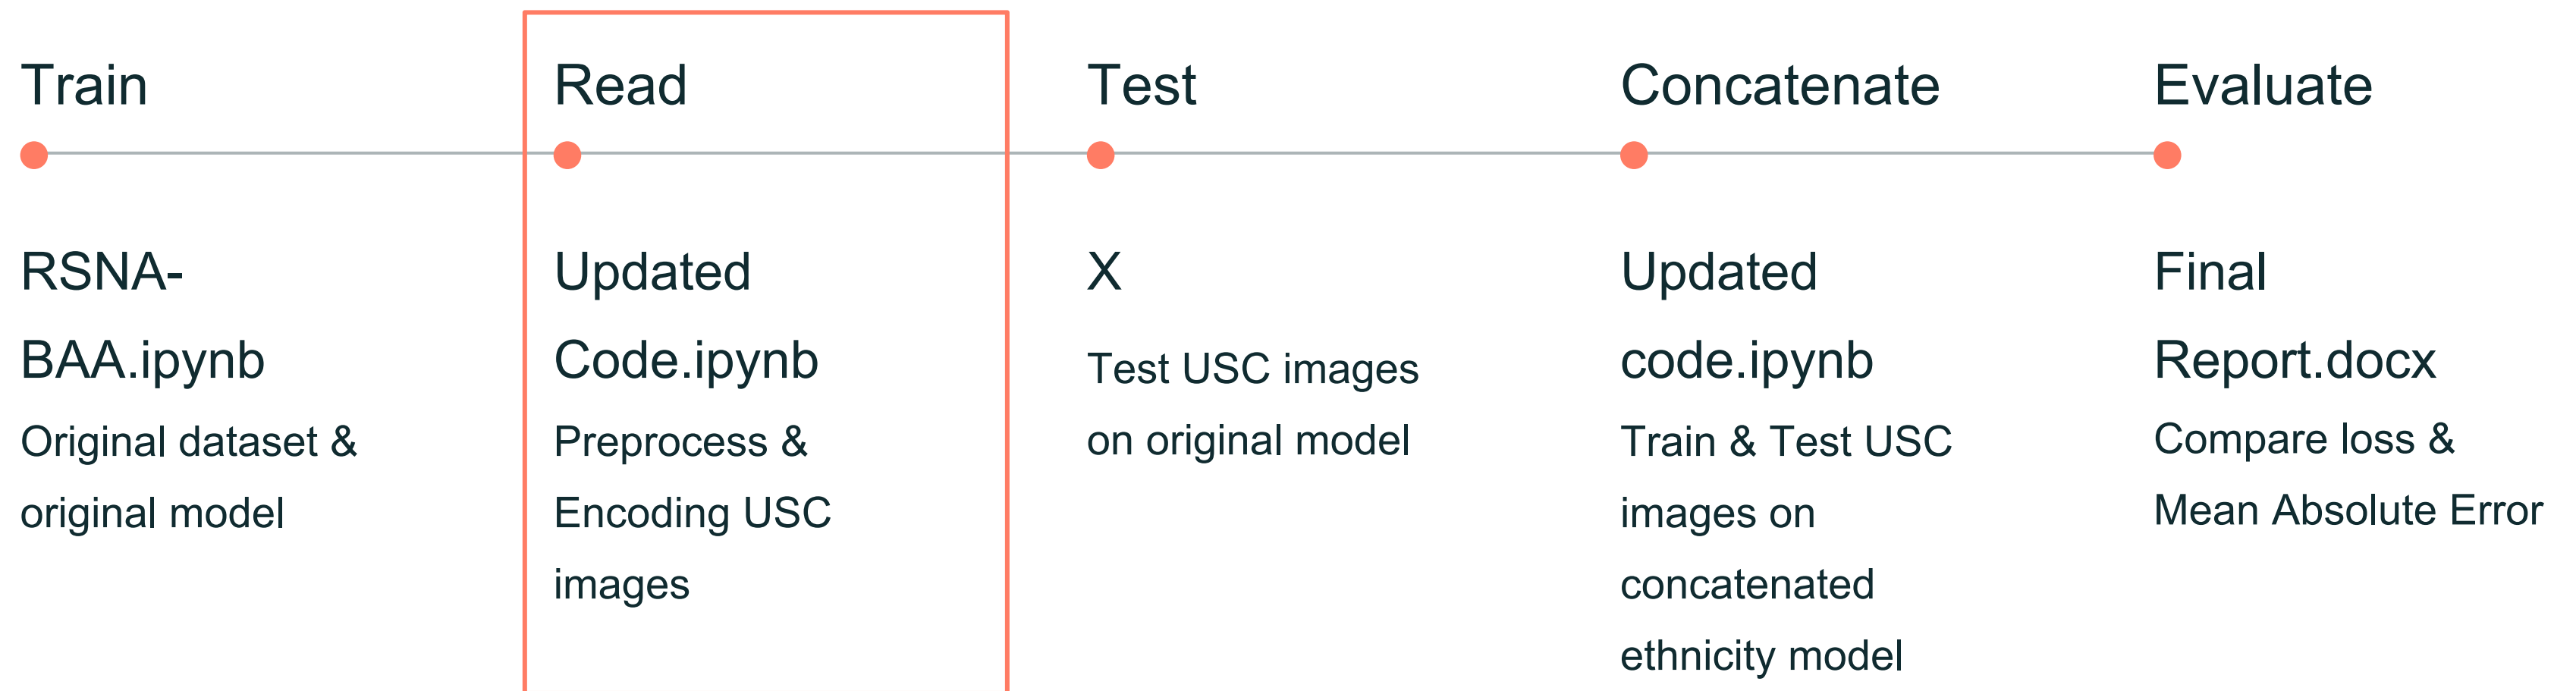 Train
RSNA-
BAA.ipynb
Original dataset &
original model
Read
Updated
Code.ipynb
Preprocess &
Encoding USC
images
Test
X
Test USC images
on original model
Concatenate
Updated
code.ipynb
Train & Test USC
images on
concatenated
ethnicity model
Evaluate
Final
Report.docx
Compare loss &
Mean Absolute Error